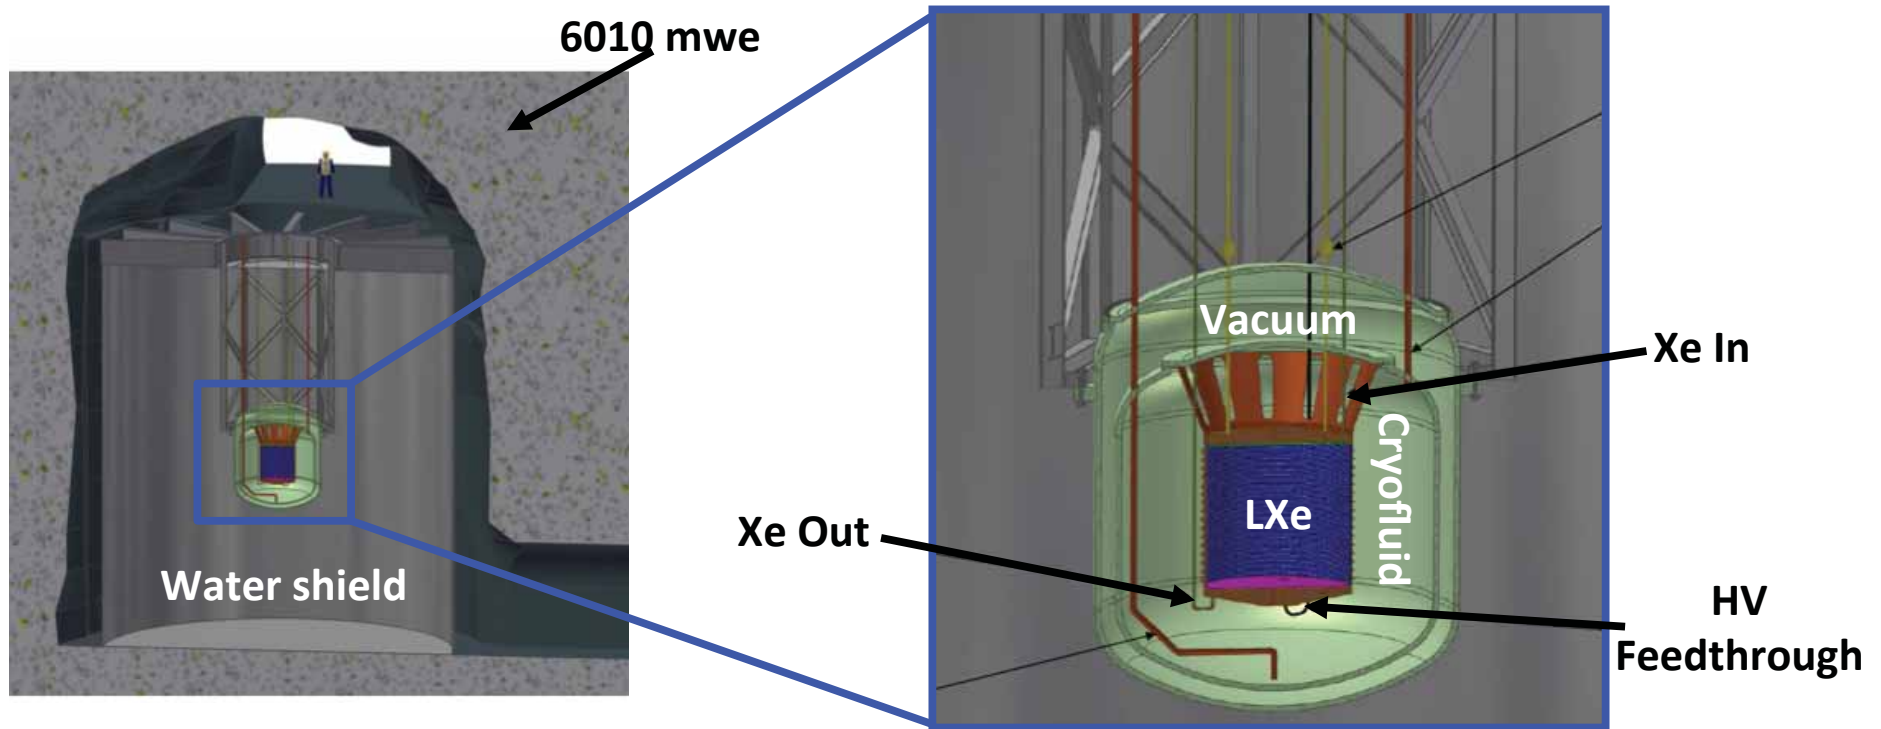 6010 mwe
Vacuum
Xe In
Cryofluid
LXe
Xe Out
Water shield
HV
Feedthrough